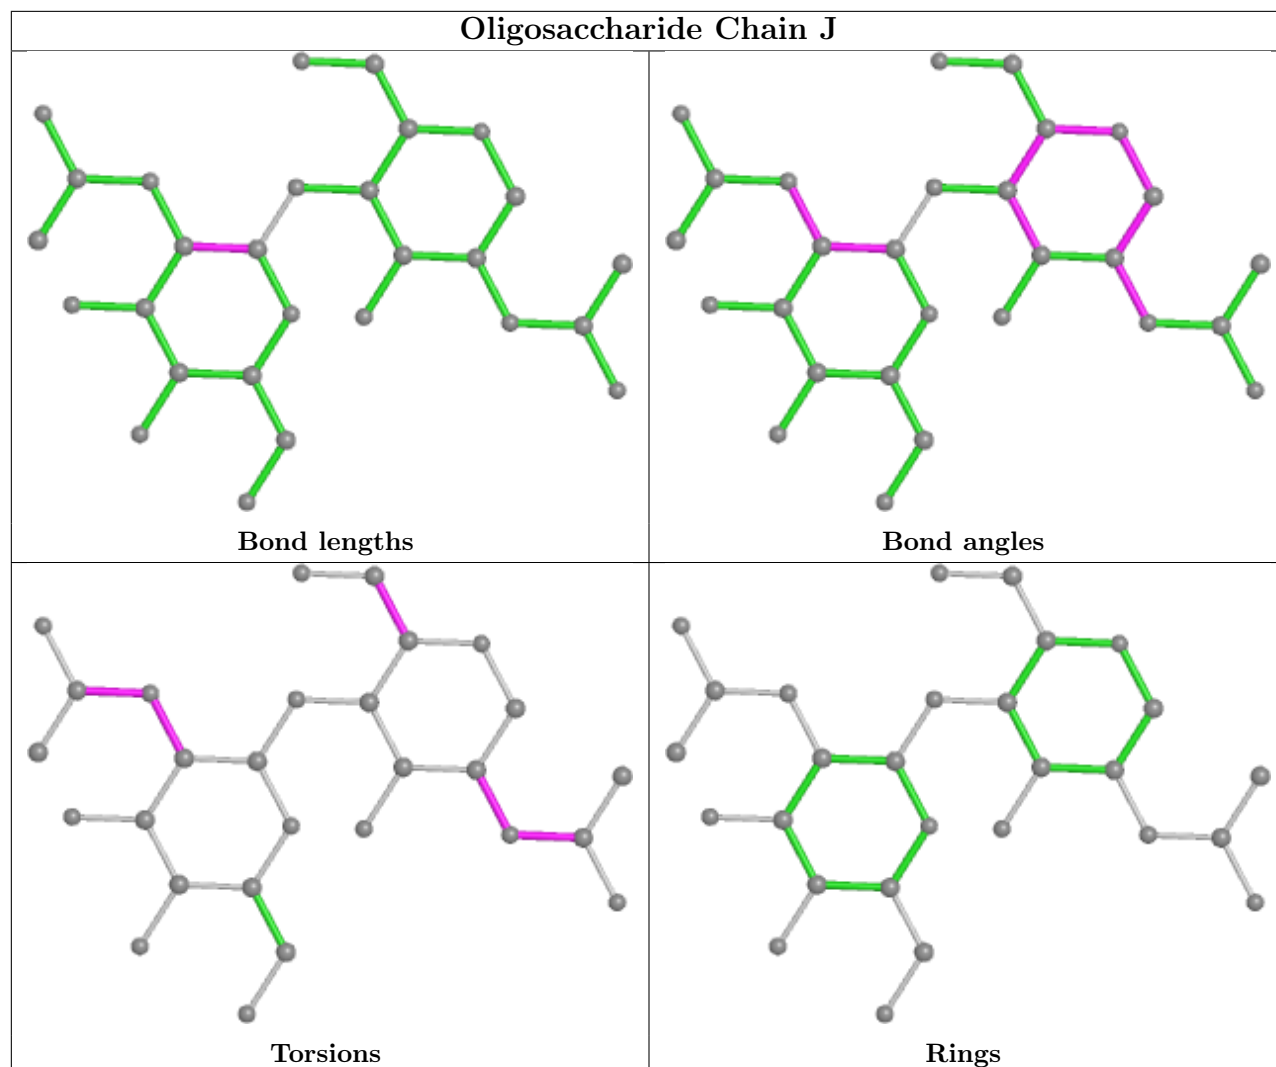 Oligosaccharide Chain J
Bond lengths
Bond angles
Torsions
Rings